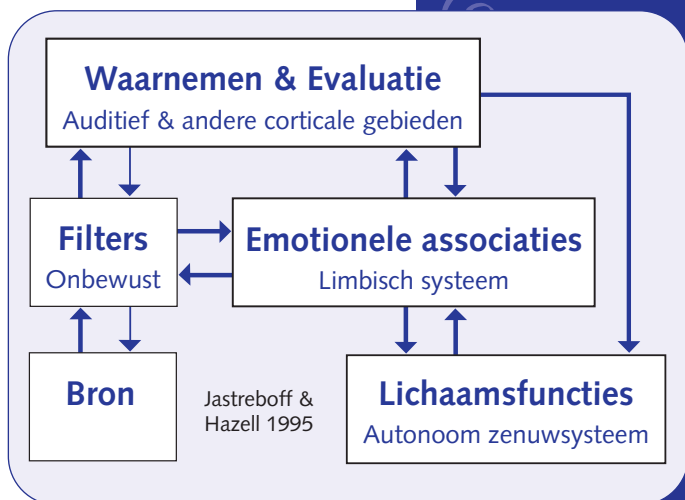 Waarnemen & Evaluatie
Auditief & andere corticale gebieden
Filters
Onbewust
Emotionele associaties
Limbisch systeem
Bron
Jastreboff &
Hazell 1995
Lichaamsfuncties
Autonoom zenuwsysteem